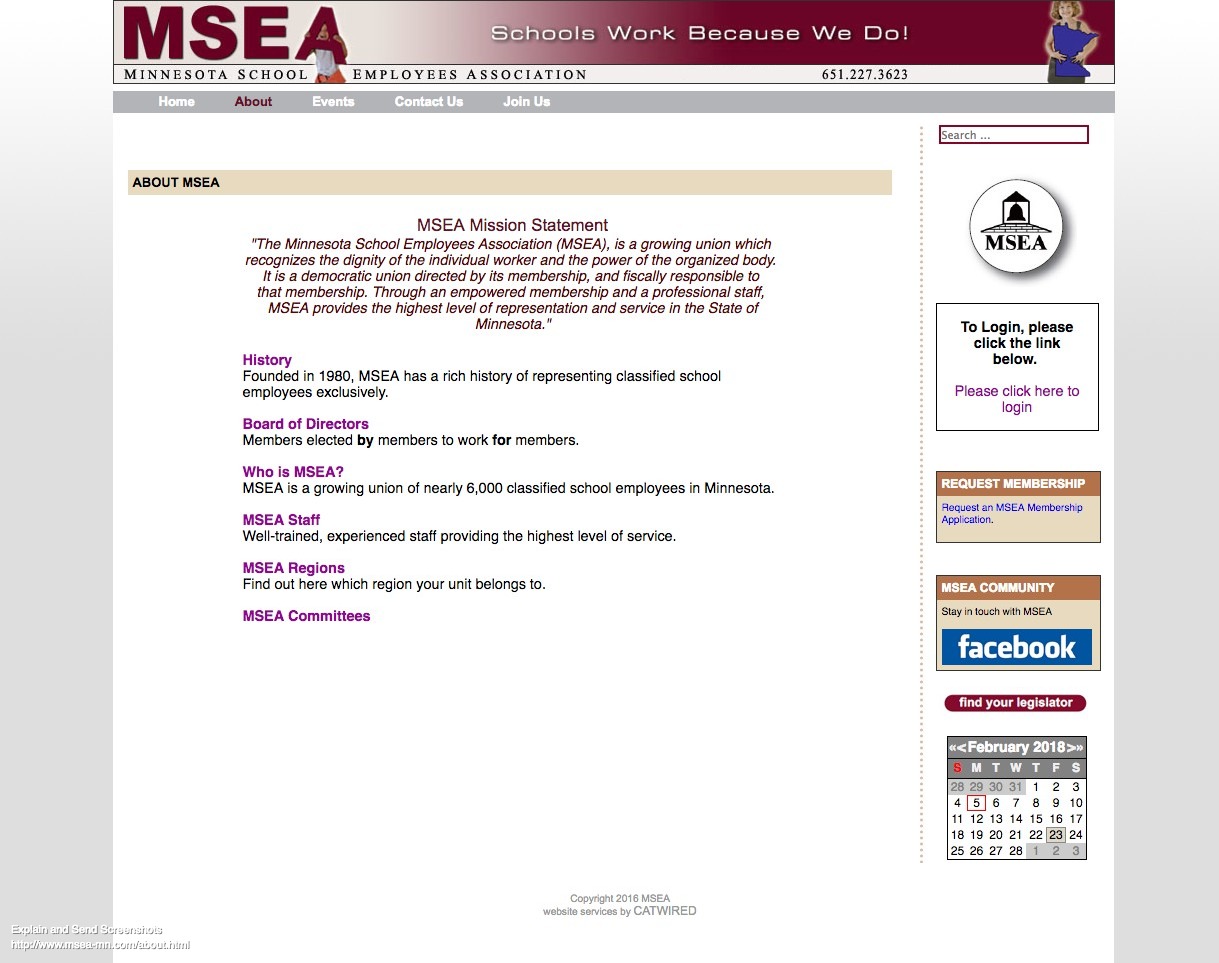 MSEA
Schools Work Because We Do!
MINNESOTA SCHOOL EMPLOYEES ASSOCIATION
651.227.3623
Home About Events Contact Us Join Us
Search ...
ABOUT MSEA
MSEA Mission Statement
"The Minnesota School Employees Association (MSEA), is a growing union which
recognizes the dignity of the individual worker and the power of the organized body.
It is a democratic union directed by its membership, and fiscally responsible to
that membership. Through an empowered membership and a professional staff,
MSEA provides the highest level of representation and service in the State of
Minnesota."
History
Founded in 1980, MSEA has a rich history of representing classified school
employees exclusively.
Board of Directors
Members elected by members to work for members.
Who is MSEA?
MSEA is a growing union of nearly 6,000 classified school employees in Minnesota.
MSEA Staff
Well-trained, experienced staff providing the highest level of service.
MSEA Regions
Find out here which region your unit belongs to.
MSEA Committees
MSEA
To Login, please
click the link
below.
Please click here to
login
REQUEST MEMBERSHIP
Request an MSEA Membership
Application.
MSEA COMMUNITY
Stay in touch with MSEA
facebook
find your legislator
«<February 2018>»
S M T W T F S
28 29 30 31 1 2 3
4 5 6 7 8 9 10
11 12 13 14 15 16 17
18 19 20 21 22 23 24
25 26 27 28 1 2 3
Copyright 2016 MSEA
website services by CATWIRED
Explain and Send Screenshots
http://www.msea-mn.com/about.html